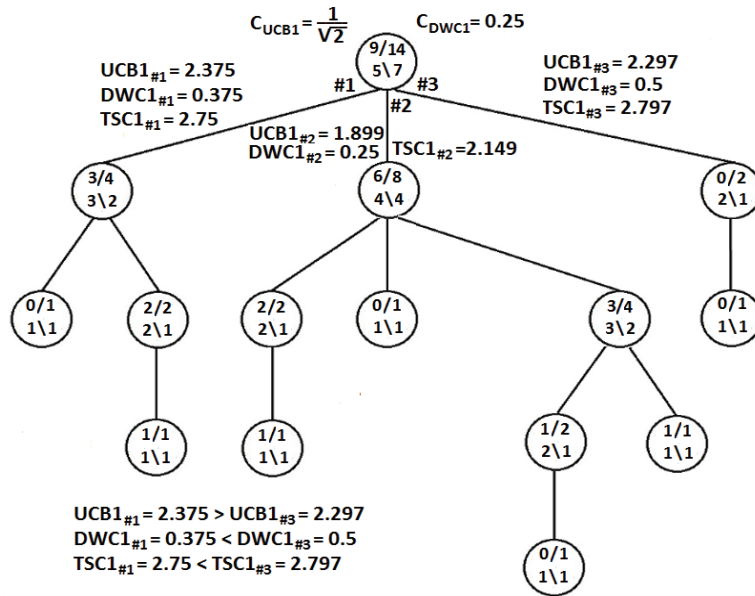 C_UCB1 = 1/√2
C_DWC1 = 0.25
9/14
5\7
UCB1#1 = 2.375
DWC1#1 = 0.375
TSC1#1 = 2.75
#1
#2
#3
UCB1#3 = 2.297
DWC1#3 = 0.5
TSC1#3 = 2.797
UCB1#2 = 1.899
DWC1#2 = 0.25
TSC1#2 = 2.149
3/4
3\2
6/8
4\4
0/2
2\1
0/1
1\1
2/2
2\1
2/2
2\1
0/1
1\1
3/4
3\2
0/1
1\1
1/1
1\1
1/1
1\1
1/2
2\1
1/1
1\1
0/1
1\1
UCB1#1 = 2.375 > UCB1#3 = 2.297
DWC1#1 = 0.375 < DWC1#3 = 0.5
TSC1#1 = 2.75 < TSC1#3 = 2.797